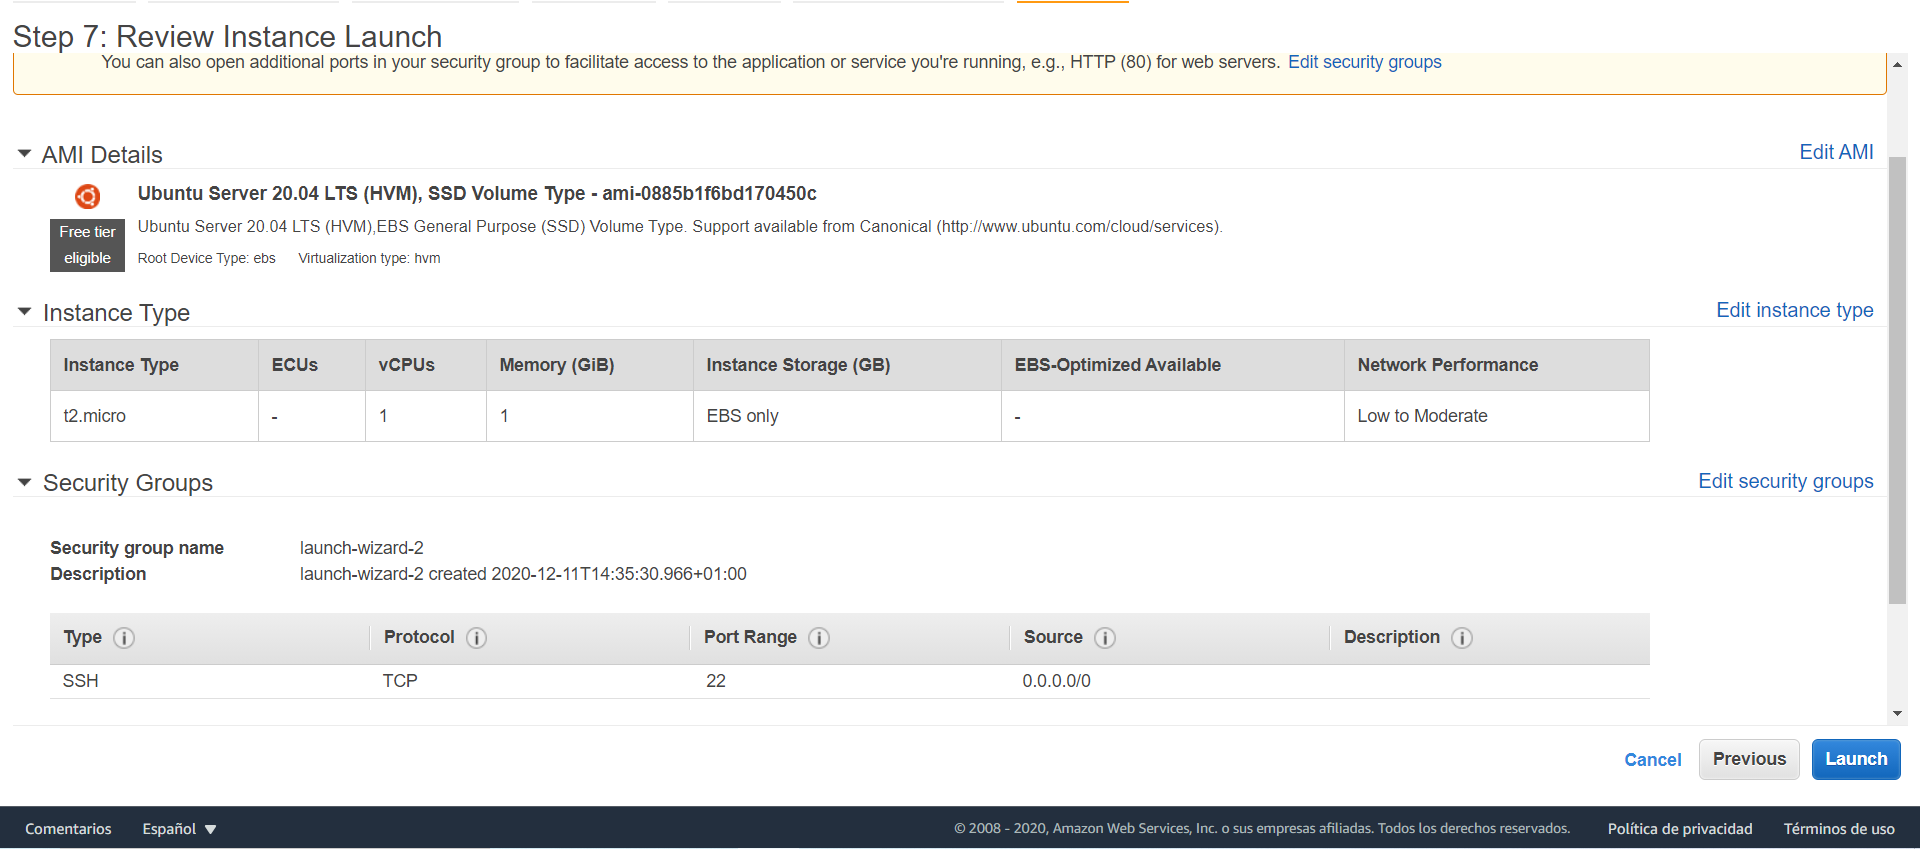 Step 7: Review Instance Launch
You can also open additional ports in your security group to facilitate access to the application or service you're running, e.g., HTTP (80) for web servers. Edit security groups
AMI Details
Edit AMI
Ubuntu Server 20.04 LTS (HVM), SSD Volume Type - ami-0885b1f6bd170450c
Free tier
eligible
Ubuntu Server 20.04 LTS (HVM),EBS General Purpose (SSD) Volume Type. Support available from Canonical (http://www.ubuntu.com/cloud/services).
Root Device Type: ebs Virtualization type: hvm
Instance Type
Edit instance type
Instance Type ECUs vCPUs Memory (GiB) Instance Storage (GB) EBS-Optimized Available Network Performance
t2.micro - 1 1 EBS only - Low to Moderate
Security Groups
Edit security groups
Security group name launch-wizard-2
Description launch-wizard-2 created 2020-12-11T14:35:30.966+01:00
Type Protocol Port Range Source Description
SSH TCP 22 0.0.0.0/0
Cancel Previous Launch
Comentarios Español © 2008 - 2020, Amazon Web Services, Inc. o sus empresas afiliadas. Todos los derechos reservados. Política de privacidad Términos de uso